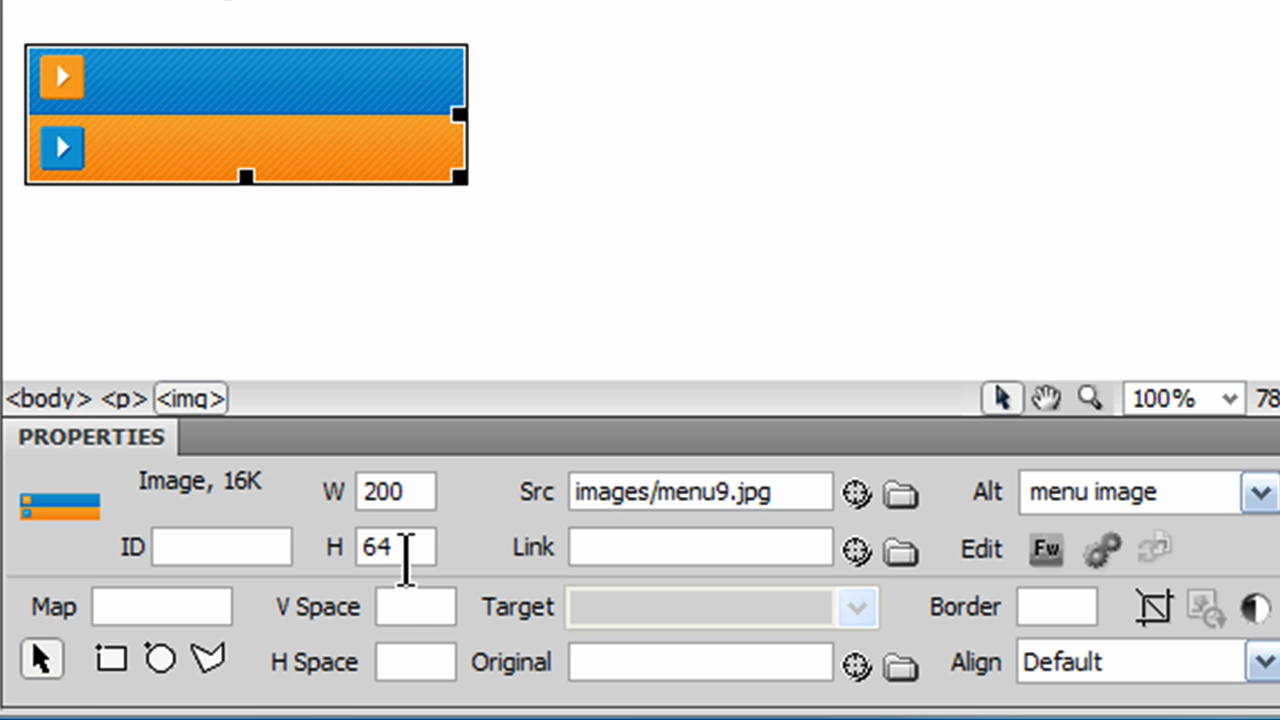 <body> <p> <img> 100% 78
PROPERTIES
Image, 16K W 200 Src images/menu9.jpg Alt menu image
ID H 64 Link Edit Fw
Map V Space Target Border
H Space Original Align Default